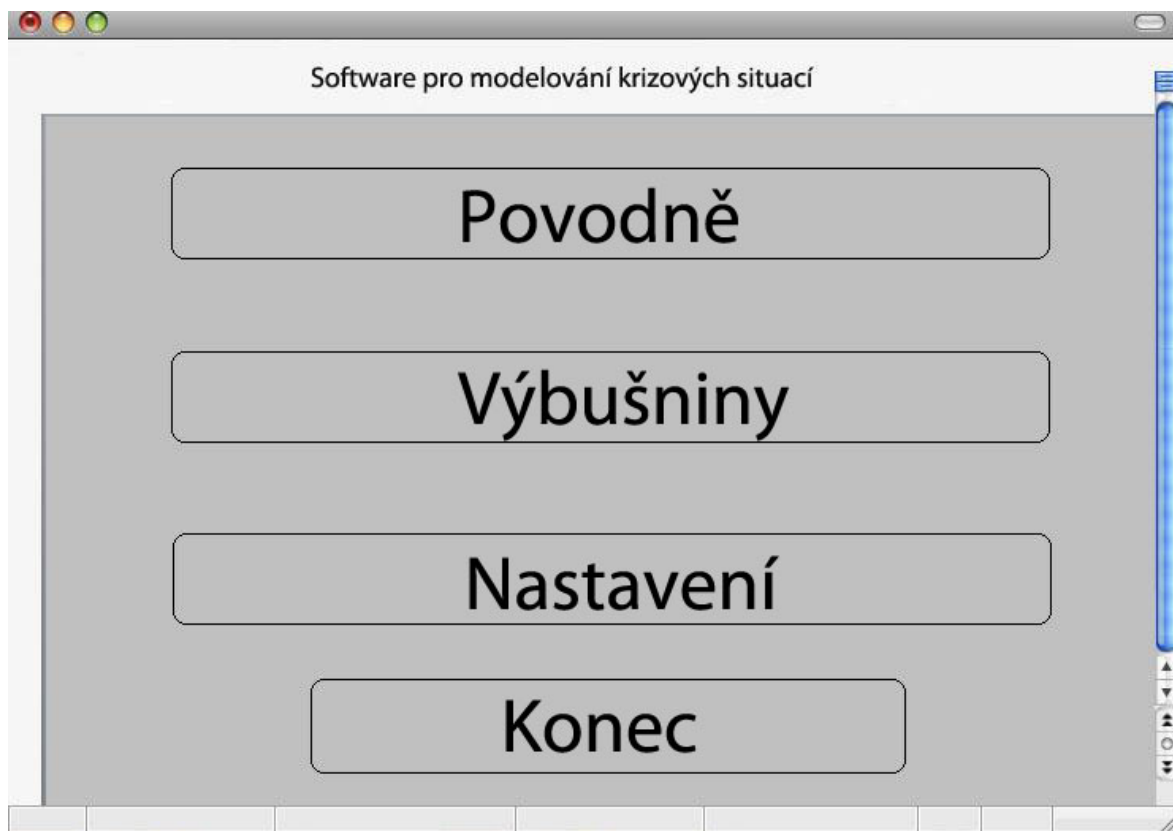 Software pro modelování krizových situací
Povodně
Výbušniny
Nastavení
Konec